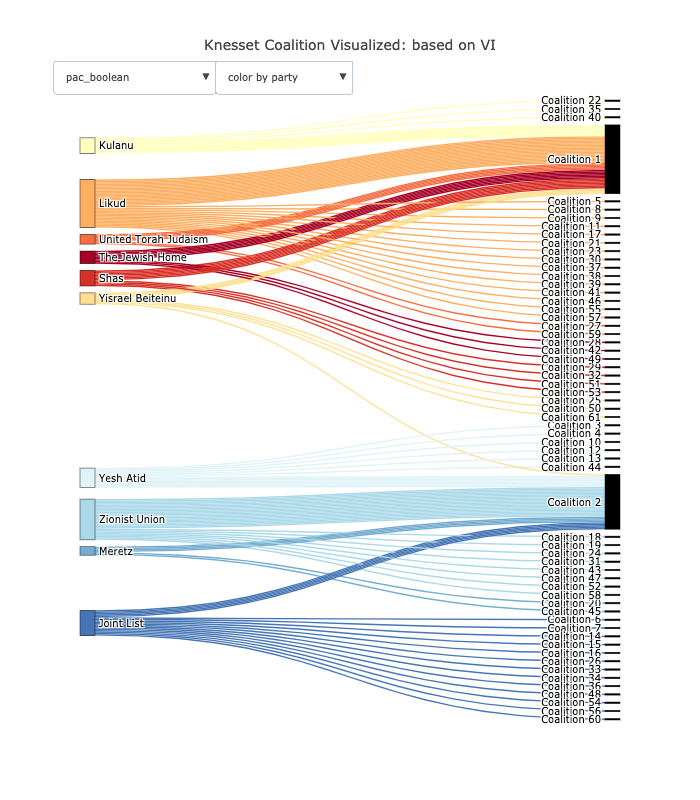 Knesset Coalition Visualized: based on VI
pac_boolean
color by party
Kulanu
Likud
United Torah Judaism
The Jewish Home
Shas
Yisrael Beiteinu
Yesh Atid
Zionist Union
Meretz
Joint List
Coalition 22
Coalition 35
Coalition 40
Coalition 1
Coalition 5
Coalition 8
Coalition 9
Coalition 11
Coalition 17
Coalition 21
Coalition 23
Coalition 30
Coalition 37
Coalition 38
Coalition 39
Coalition 41
Coalition 46
Coalition 55
Coalition 57
Coalition 27
Coalition 59
Coalition 28
Coalition 42
Coalition 49
Coalition 29
Coalition 32
Coalition 51
Coalition 53
Coalition 25
Coalition 50
Coalition 61
Coalition 3
Coalition 4
Coalition 10
Coalition 12
Coalition 13
Coalition 44
Coalition 2
Coalition 18
Coalition 19
Coalition 24
Coalition 31
Coalition 43
Coalition 47
Coalition 52
Coalition 58
Coalition 20
Coalition 45
Coalition 6
Coalition 7
Coalition 14
Coalition 15
Coalition 16
Coalition 26
Coalition 33
Coalition 34
Coalition 36
Coalition 48
Coalition 54
Coalition 56
Coalition 60